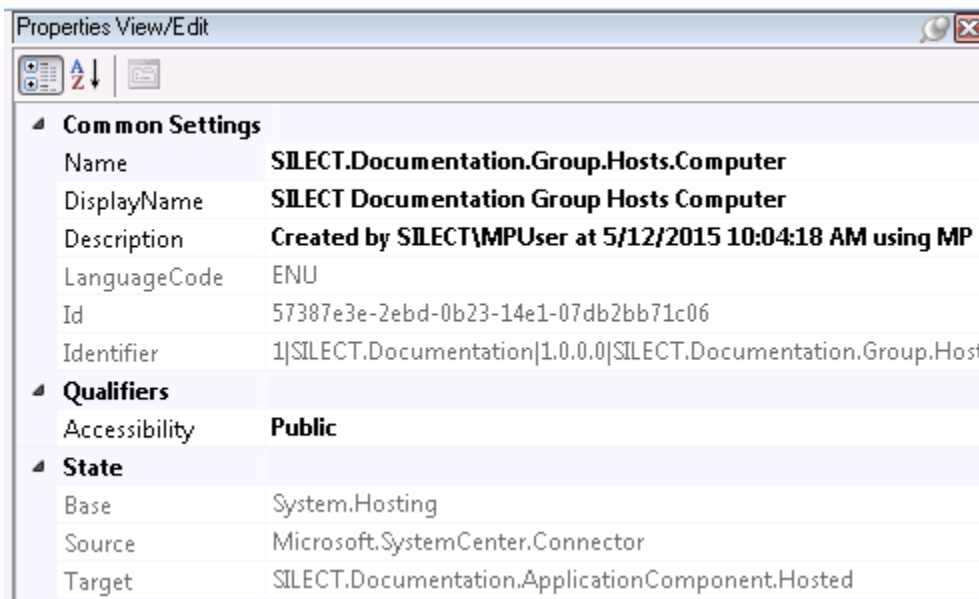 Properties View/Edit
Common Settings
Name SILECT.Documentation.Group.Hosts.Computer
DisplayName SILECT Documentation Group Hosts Computer
Description Created by SILECT\MPUser at 5/12/2015 10:04:18 AM using MP
LanguageCode ENU
Id 57387e3e-2ebd-0b23-14e1-07db2bb71c06
Identifier 1|SILECT.Documentation|1.0.0.0|SILECT.Documentation.Group.Host
Qualifiers
Accessibility Public
State
Base System.Hosting
Source Microsoft.SystemCenter.Connector
Target SILECT.Documentation.ApplicationComponent.Hosted